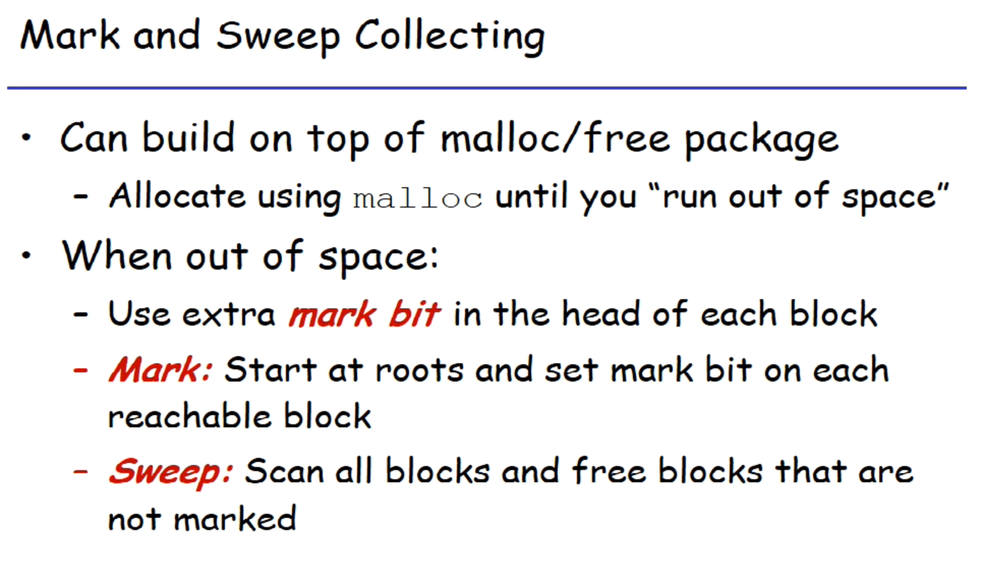 Mark and Sweep Collecting
• Can build on top of malloc/free package
– Allocate using malloc until you “run out of space”
• When out of space:
– Use extra mark bit in the head of each block
– Mark: Start at roots and set mark bit on each
reachable block
– Sweep: Scan all blocks and free blocks that are
not marked